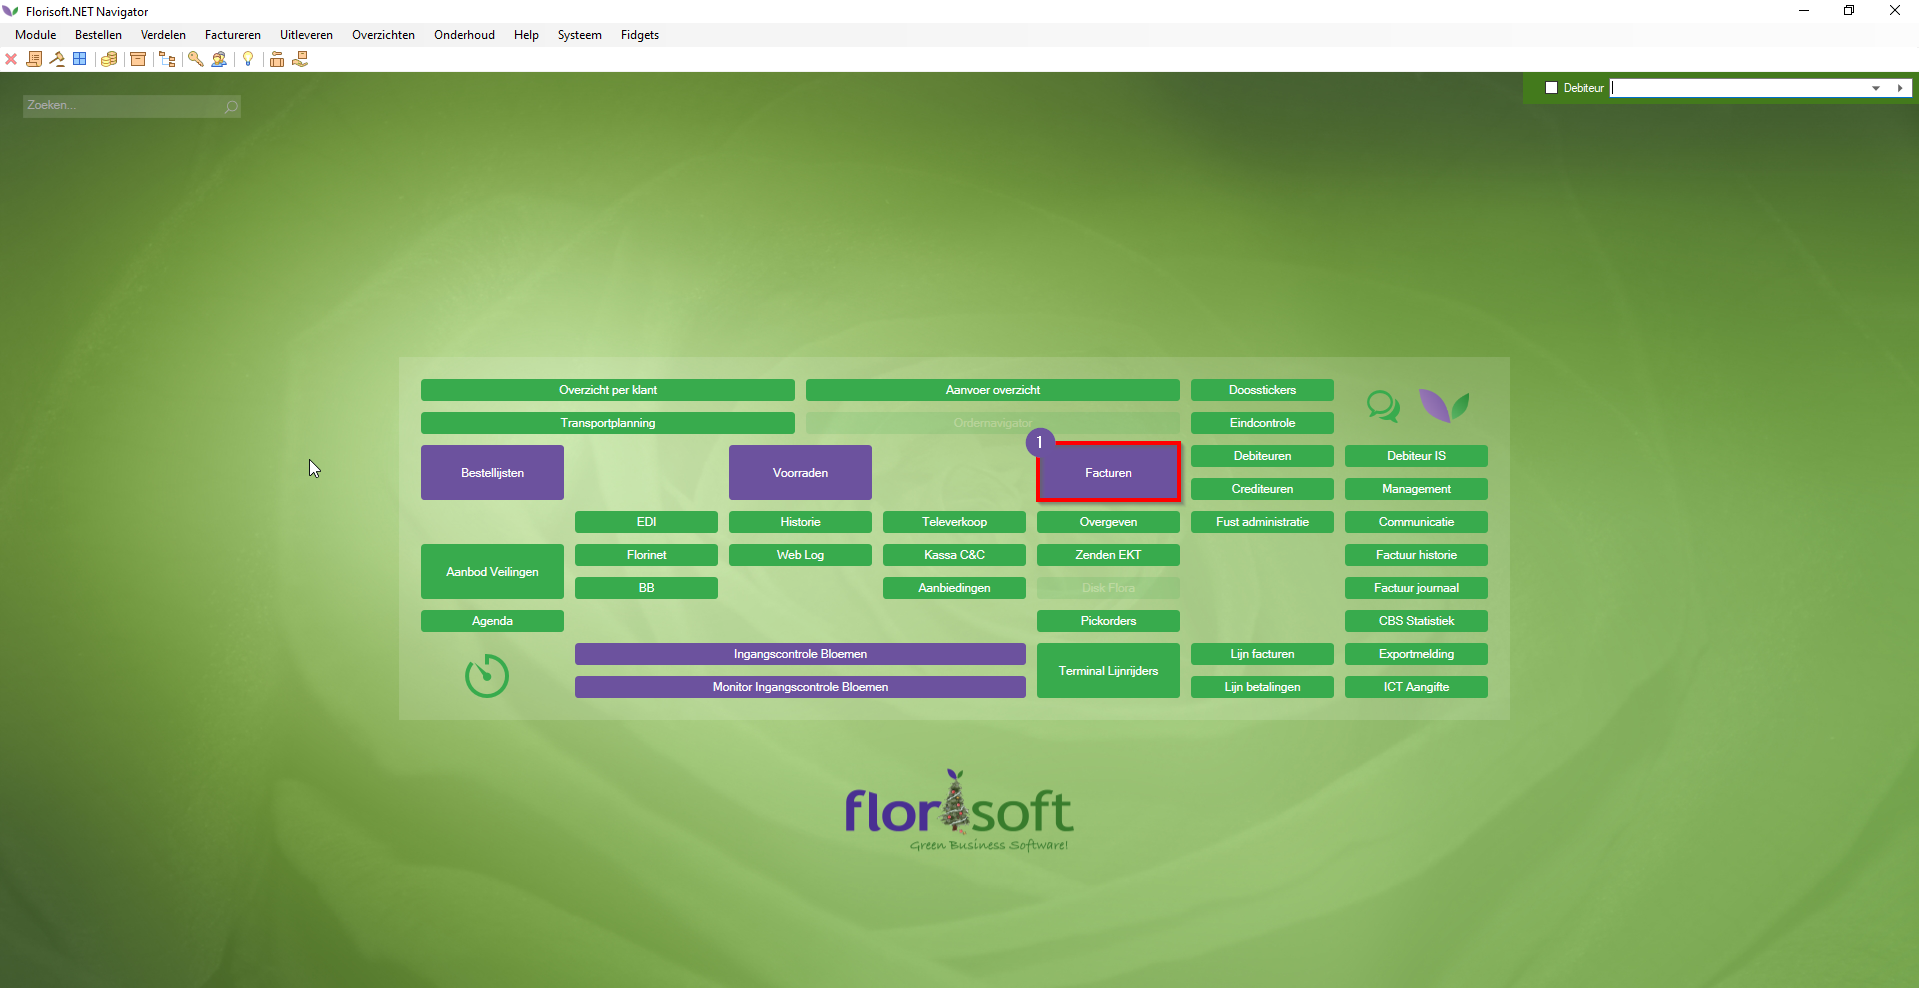 Florisoft.NET Navigator
Module Bestellen Verdelen Factureren Uitleveren Overzichten Onderhoud Help Systeem Fidgets
Zoeken...
Debiteur
Overzicht per klant
Aanvoer overzicht
Doosstickers
Transportplanning
Ordernavigator
Eindcontrole
1
Bestellijsten
Voorraden
Facturen
Debiteuren
Debiteur IS
Crediteuren
Management
EDI
Historie
Televerkoop
Overgeven
Fust administratie
Communicatie
Aanbod Veilingen
Florinet
Web Log
Kassa C&C
Zenden EKT
Factuur historie
BB
Aanbiedingen
Disk Flora
Factuur journaal
Agenda
Pickorders
CBS Statistiek
Ingangscontrole Bloemen
Terminal Lijnrijders
Lijn facturen
Exportmelding
Monitor Ingangscontrole Bloemen
Lijn betalingen
ICT Aangifte
florisoft
Green Business Software!